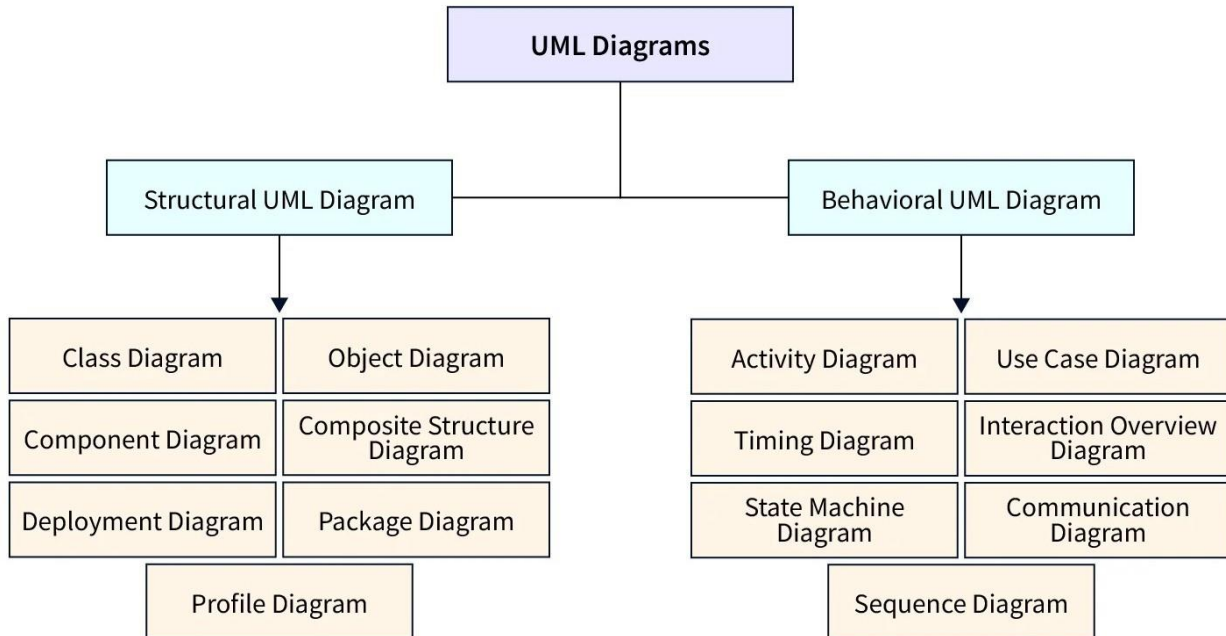 UML Diagrams
Structural UML Diagram
Behavioral UML Diagram
Class Diagram
Object Diagram
Component Diagram
Composite Structure
Diagram
Deployment Diagram
Package Diagram
Profile Diagram
Activity Diagram
Use Case Diagram
Timing Diagram
Interaction Overview
Diagram
State Machine
Diagram
Communication
Diagram
Sequence Diagram